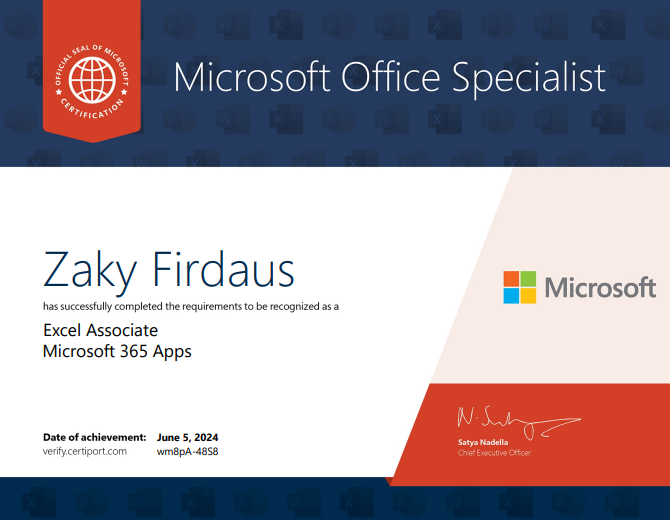 OFFICIAL SEAL OF MICROSOFT
CERTIFICATION
Microsoft Office Specialist
Zaky Firdaus
has successfully completed the requirements to be recognized as a
Excel Associate
Microsoft 365 Apps
Microsoft
Date of achievement: June 5, 2024
verify.certiport.com wm8pA-48S8
Satya Nadella
Chief Executive Officer